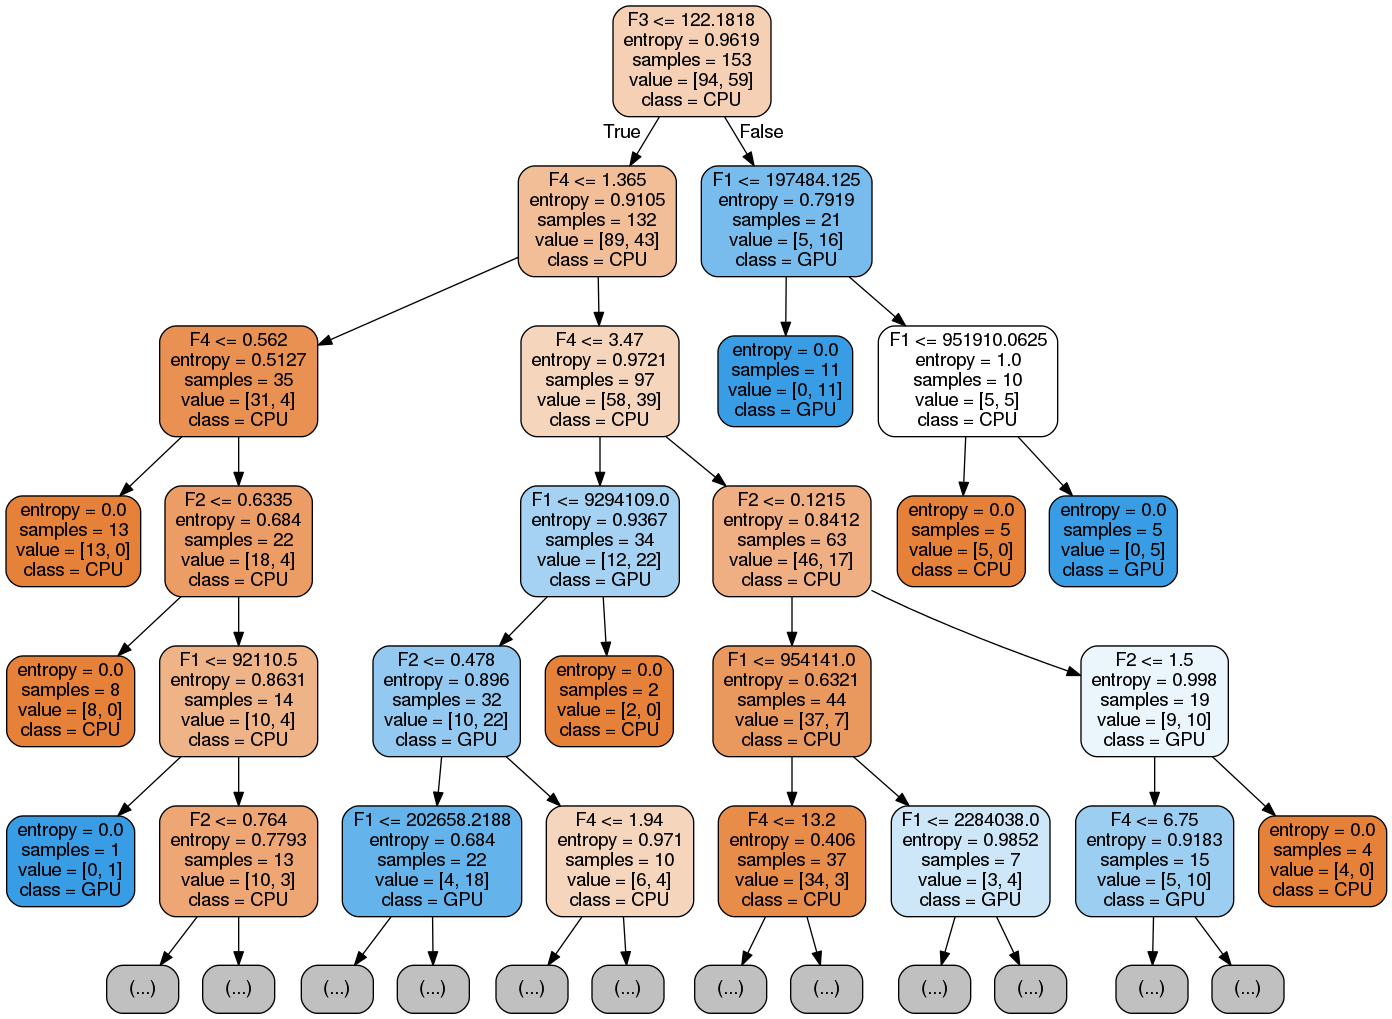 F3 <= 122.1818
entropy = 0.9619
samples = 153
value = [94, 59]
class = CPU
True
False
F4 <= 1.365
entropy = 0.9105
samples = 132
value = [89, 43]
class = CPU
F1 <= 197484.125
entropy = 0.7919
samples = 21
value = [5, 16]
class = GPU
F4 <= 0.562
entropy = 0.5127
samples = 35
value = [31, 4]
class = CPU
F4 <= 3.47
entropy = 0.9721
samples = 97
value = [58, 39]
class = CPU
entropy = 0.0
samples = 11
value = [0, 11]
class = GPU
F1 <= 951910.0625
entropy = 1.0
samples = 10
value = [5, 5]
class = CPU
entropy = 0.0
samples = 13
value = [13, 0]
class = CPU
F2 <= 0.6335
entropy = 0.684
samples = 22
value = [18, 4]
class = CPU
F1 <= 9294109.0
entropy = 0.9367
samples = 34
value = [12, 22]
class = GPU
F2 <= 0.1215
entropy = 0.8412
samples = 63
value = [46, 17]
class = CPU
entropy = 0.0
samples = 5
value = [5, 0]
class = CPU
entropy = 0.0
samples = 5
value = [0, 5]
class = GPU
entropy = 0.0
samples = 8
value = [8, 0]
class = CPU
F1 <= 92110.5
entropy = 0.8631
samples = 14
value = [10, 4]
class = CPU
F2 <= 0.478
entropy = 0.896
samples = 32
value = [10, 22]
class = GPU
entropy = 0.0
samples = 2
value = [2, 0]
class = CPU
F1 <= 954141.0
entropy = 0.6321
samples = 44
value = [37, 7]
class = CPU
F2 <= 1.5
entropy = 0.998
samples = 19
value = [9, 10]
class = GPU
entropy = 0.0
samples = 1
value = [0, 1]
class = GPU
F2 <= 0.764
entropy = 0.7793
samples = 13
value = [10, 3]
class = CPU
F1 <= 202658.2188
entropy = 0.684
samples = 22
value = [4, 18]
class = GPU
F4 <= 1.94
entropy = 0.971
samples = 10
value = [6, 4]
class = CPU
F4 <= 13.2
entropy = 0.406
samples = 37
value = [34, 3]
class = CPU
F1 <= 2284038.0
entropy = 0.9852
samples = 7
value = [3, 4]
class = GPU
F4 <= 6.75
entropy = 0.9183
samples = 15
value = [5, 10]
class = GPU
entropy = 0.0
samples = 4
value = [4, 0]
class = CPU
(...)
(...)
(...)
(...)
(...)
(...)
(...)
(...)
(...)
(...)
(...)
(...)